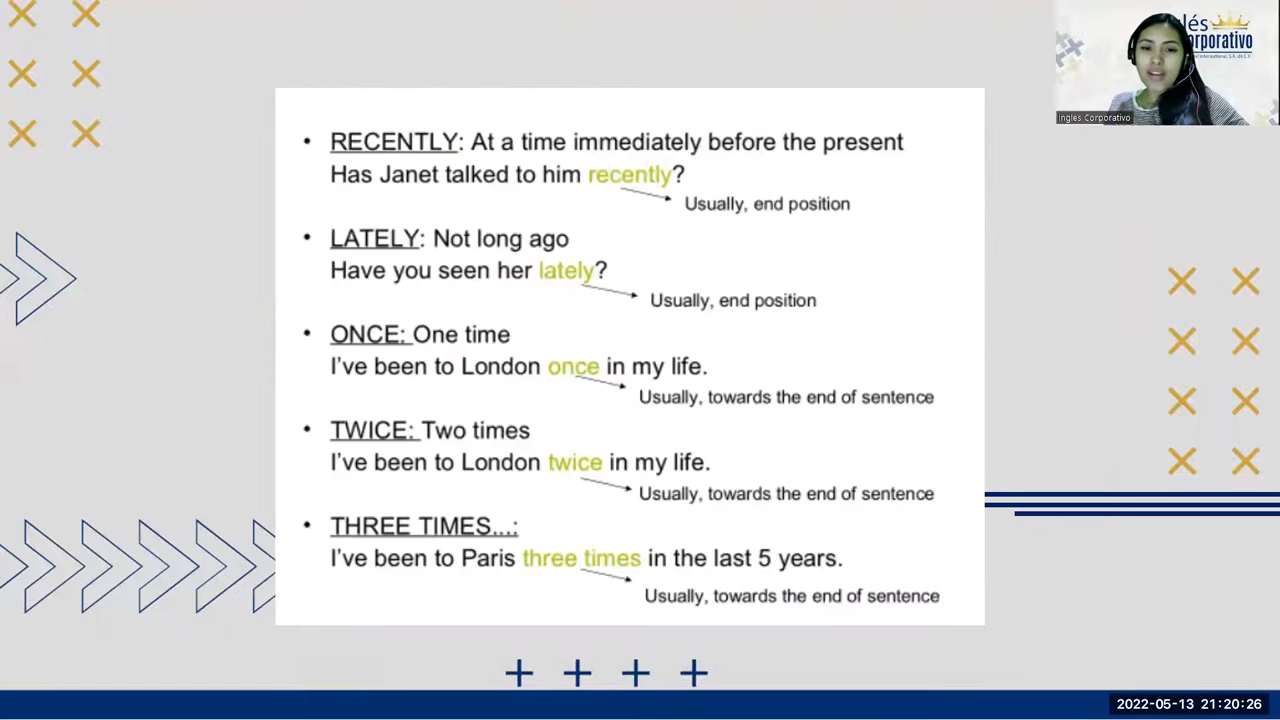 lés
orporativo
Ingles Corporativo
• RECENTLY: At a time immediately before the present
Has Janet talked to him recently?
Usually, end position
• LATELY: Not long ago
Have you seen her lately?
Usually, end position
• ONCE: One time
I've been to London once in my life.
Usually, towards the end of sentence
• TWICE: Two times
I've been to London twice in my life.
Usually, towards the end of sentence
• THREE TIMES...:
I've been to Paris three times in the last 5 years.
Usually, towards the end of sentence
2022-05-13 21:20:26